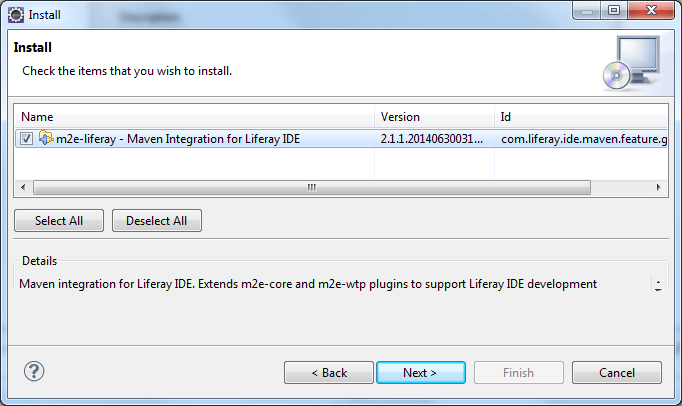 Install
Description
Install
Check the items that you wish to install.
Name Version Id
m2e-liferay - Maven Integration for Liferay IDE 2.1.1.20140630031... com.liferay.ide.maven.feature.g
Select All Deselect All
Details
Maven integration for Liferay IDE. Extends m2e-core and m2e-wtp plugins to support Liferay IDE development
< Back Next > Finish Cancel